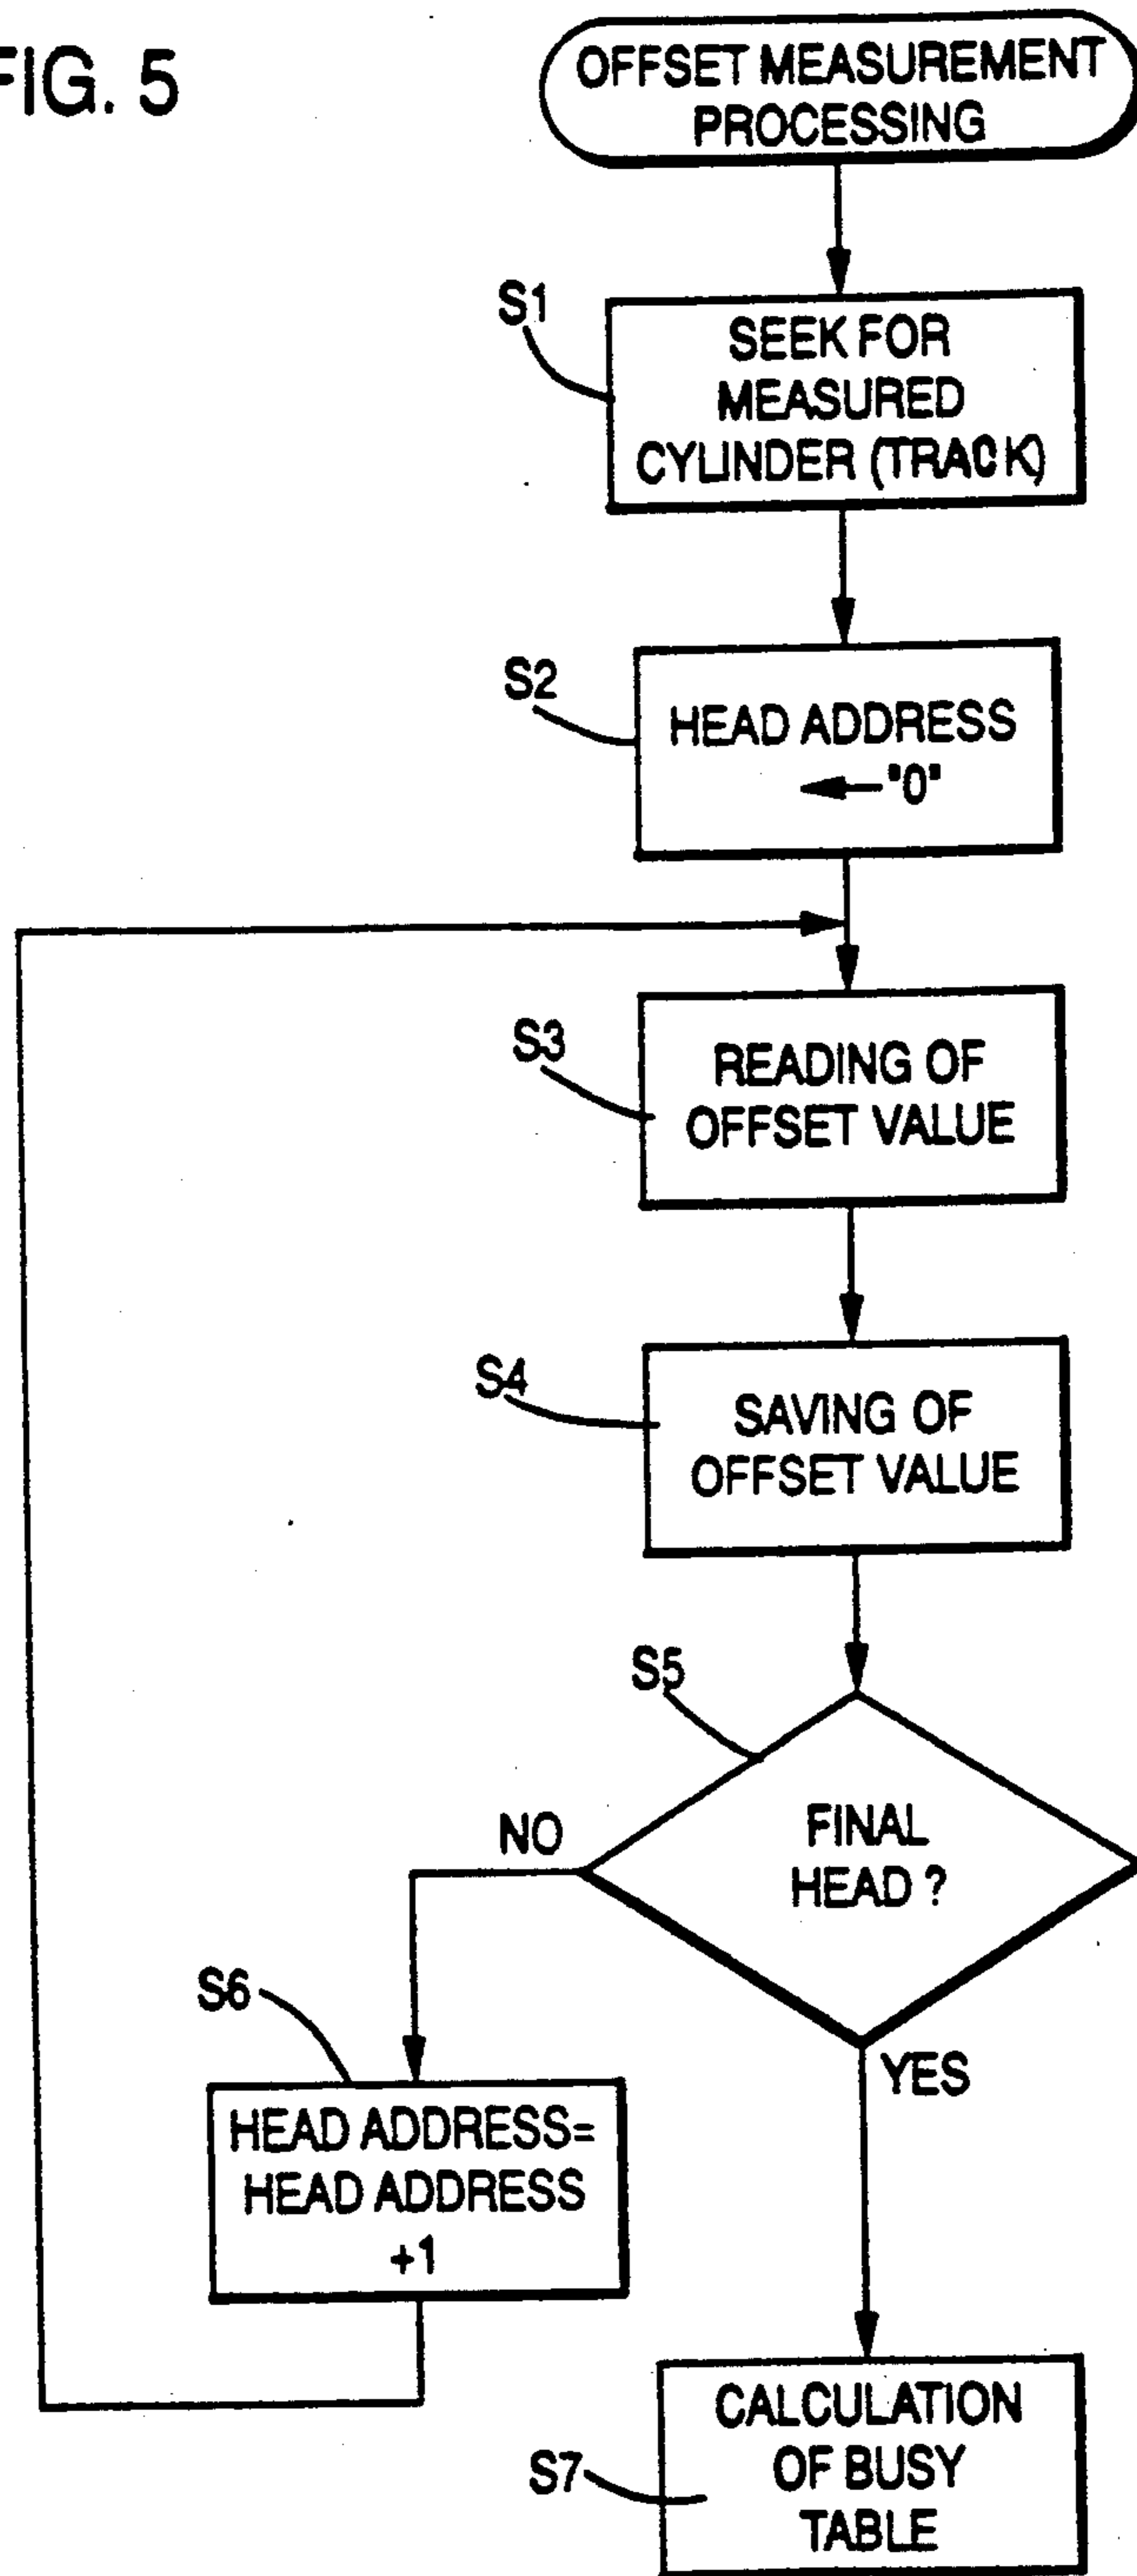 FIG. 5
OFFSET MEASUREMENT
PROCESSING
S1
SEEK FOR
MEASURED
CYLINDER (TRACK)
S2
HEAD ADDRESS
← "0"
S3
READING OF
OFFSET VALUE
S4
SAVING OF
OFFSET VALUE
S5
FINAL
HEAD ?
NO
YES
S6
HEAD ADDRESS=
HEAD ADDRESS
+1
S7
CALCULATION
OF BUSY
TABLE